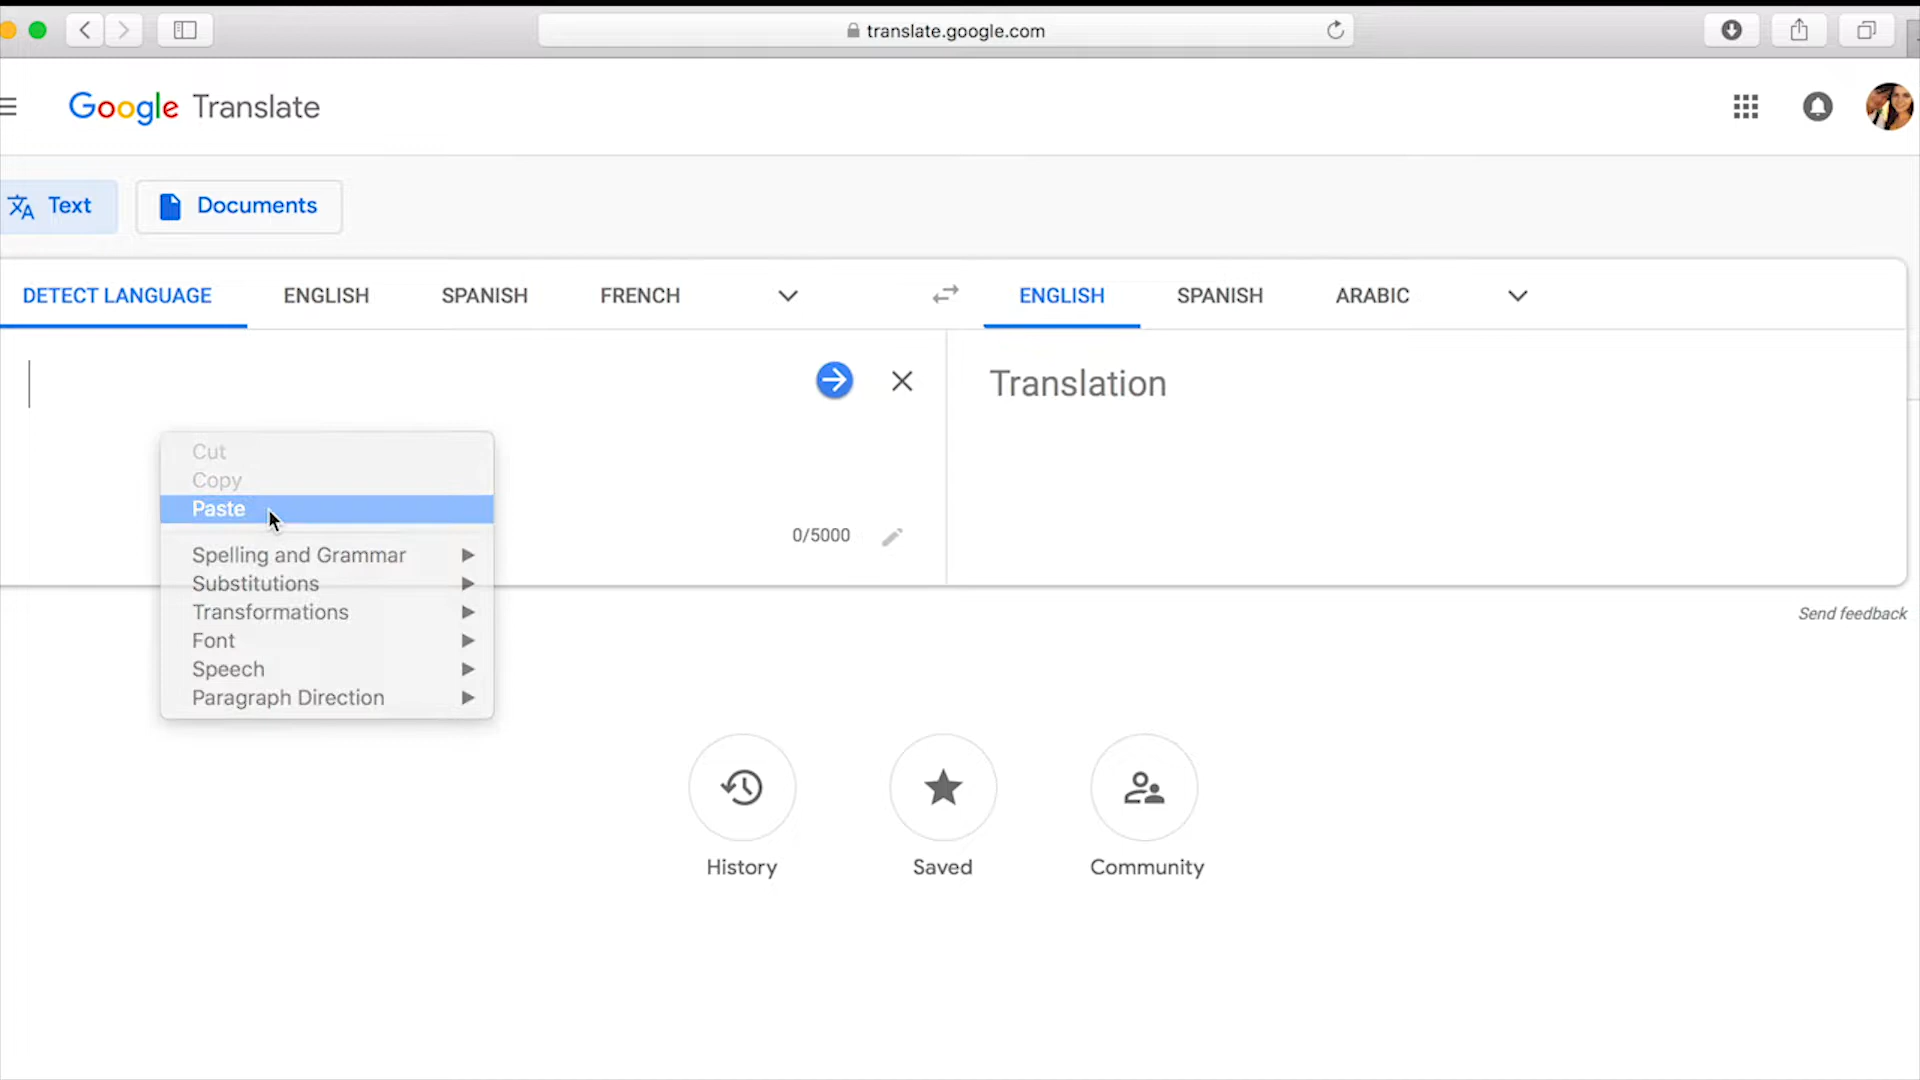 translate.google.com
Google Translate
Text
Documents
DETECT LANGUAGE ENGLISH SPANISH FRENCH ENGLISH SPANISH ARABIC
Translation
Cut
Copy
Paste
0/5000
Spelling and Grammar
Substitutions
Transformations
Font
Speech
Paragraph Direction
Send feedback
History Saved Community